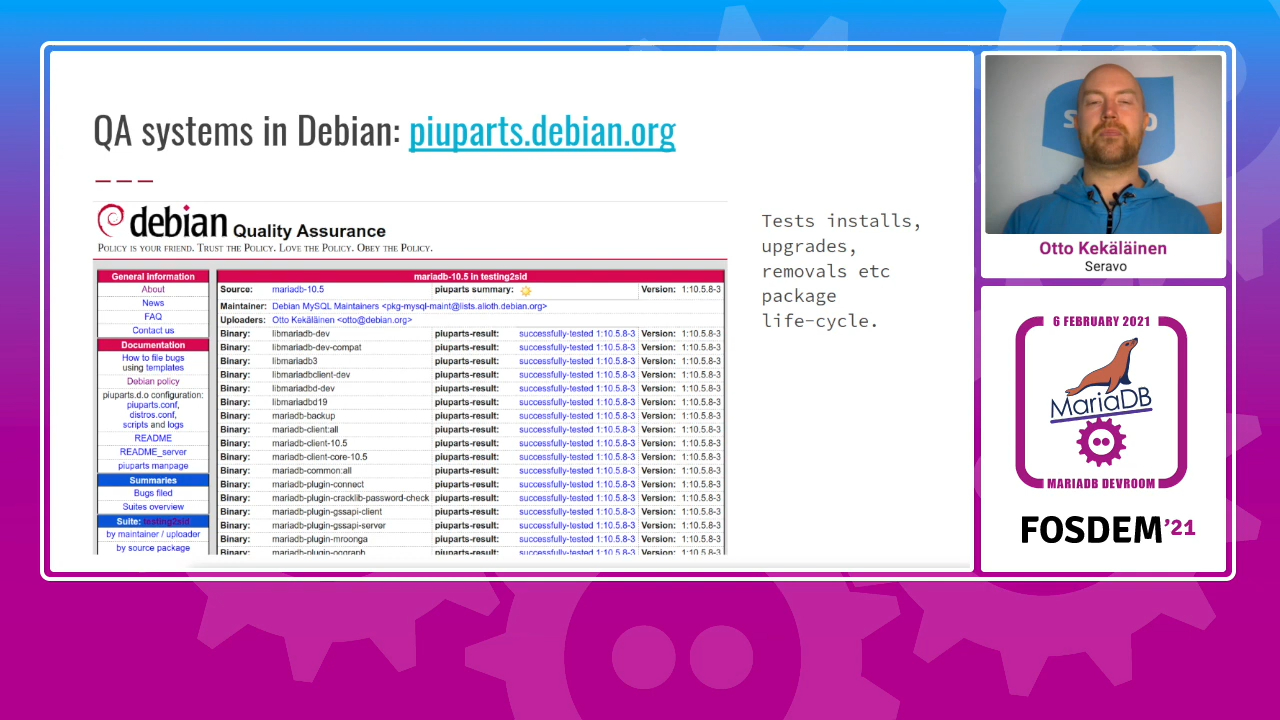 QA systems in Debian: piuparts.debian.org
debian Quality Assurance
Policy is your friend. Trust the Policy. Love the Policy. Obey the Policy.
General Information
About
News
FAQ
Contact us
Documentation
How to file bugs
using templates
Debian policy
piuparts.d.o configuration:
piuparts.conf,
distros.conf,
scripts and logs
README
README_server
piuparts manpage
Summaries
Bugs filed
Suites overview
Suite: testing2sid
by maintainer / uploader
by source package
mariadb-10.5 in testing2sid
Source: mariadb-10.5 piuparts summary: Version: 1:10.5.8-3
Maintainer: Debian MySQL Maintainers <pkg-mysql-maint@lists.alioth.debian.org>
Uploaders: Otto Kekäläinen <otto@debian.org>
Binary: libmariadb-dev piuparts-result: successfully-tested 1:10.5.8-3 Version: 1:10.5.8-3
Binary: libmariadb-dev-compat piuparts-result: successfully-tested 1:10.5.8-3 Version: 1:10.5.8-3
Binary: libmariadb3 piuparts-result: successfully-tested 1:10.5.8-3 Version: 1:10.5.8-3
Binary: libmariadbclient-dev piuparts-result: successfully-tested 1:10.5.8-3 Version: 1:10.5.8-3
Binary: libmariadbd-dev piuparts-result: successfully-tested 1:10.5.8-3 Version: 1:10.5.8-3
Binary: libmariadbd19 piuparts-result: successfully-tested 1:10.5.8-3 Version: 1:10.5.8-3
Binary: mariadb-backup piuparts-result: successfully-tested 1:10.5.8-3 Version: 1:10.5.8-3
Binary: mariadb-client:all piuparts-result: successfully-tested 1:10.5.8-3 Version: 1:10.5.8-3
Binary: mariadb-client-10.5 piuparts-result: successfully-tested 1:10.5.8-3 Version: 1:10.5.8-3
Binary: mariadb-client-core-10.5 piuparts-result: successfully-tested 1:10.5.8-3 Version: 1:10.5.8-3
Binary: mariadb-common:all piuparts-result: successfully-tested 1:10.5.8-3 Version: 1:10.5.8-3
Binary: mariadb-plugin-connect piuparts-result: successfully-tested 1:10.5.8-3 Version: 1:10.5.8-3
Binary: mariadb-plugin-cracklib-password-check piuparts-result: successfully-tested 1:10.5.8-3 Version: 1:10.5.8-3
Binary: mariadb-plugin-gssapi-client piuparts-result: successfully-tested 1:10.5.8-3 Version: 1:10.5.8-3
Binary: mariadb-plugin-gssapi-server piuparts-result: successfully-tested 1:10.5.8-3 Version: 1:10.5.8-3
Binary: mariadb-plugin-mroonga piuparts-result: successfully-tested 1:10.5.8-3 Version: 1:10.5.8-3
Binary: mariadb-plugin-oqgraph piuparts-result: successfully-tested 1:10.5.8-3 Version: 1:10.5.8-3
Tests installs,
upgrades,
removals etc
package
life-cycle.
Otto Kekäläinen
Seravo
6 FEBRUARY 2021
MariaDB
MARIADB DEVROOM
FOSDEM'21